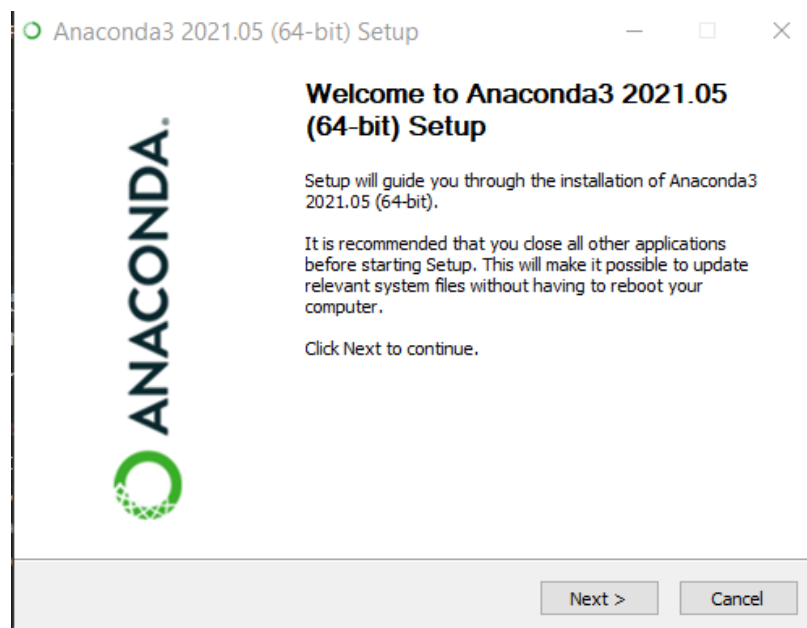 Anaconda3 2021.05 (64-bit) Setup
Welcome to Anaconda3 2021.05
(64-bit) Setup
ANACONDA.
Setup will guide you through the installation of Anaconda3
2021.05 (64-bit).
It is recommended that you close all other applications
before starting Setup. This will make it possible to update
relevant system files without having to reboot your
computer.
Click Next to continue.
Next >
Cancel